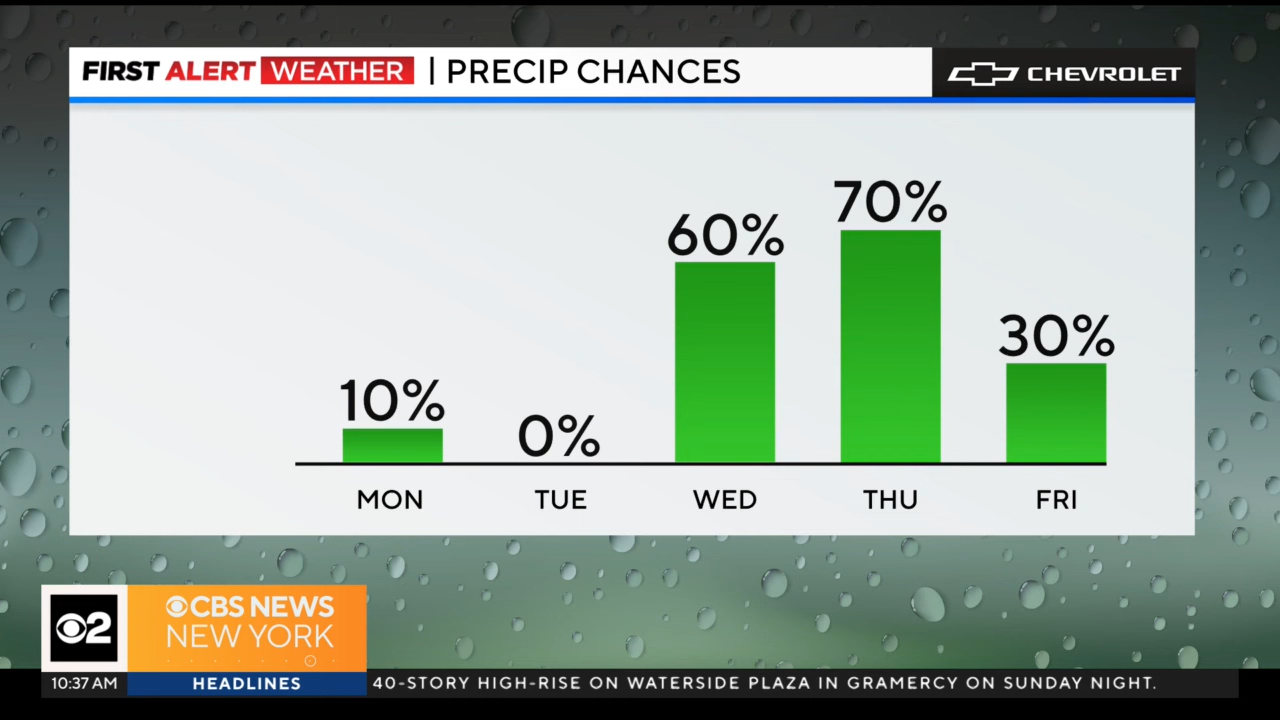 FIRST ALERT WEATHER | PRECIP CHANCES
CHEVROLET
10%
0%
60%
70%
30%
MON
TUE
WED
THU
FRI
2
CBS NEWS
NEW YORK
10:37 AM
HEADLINES
40-STORY HIGH-RISE ON WATERSIDE PLAZA IN GRAMERCY ON SUNDAY NIGHT.